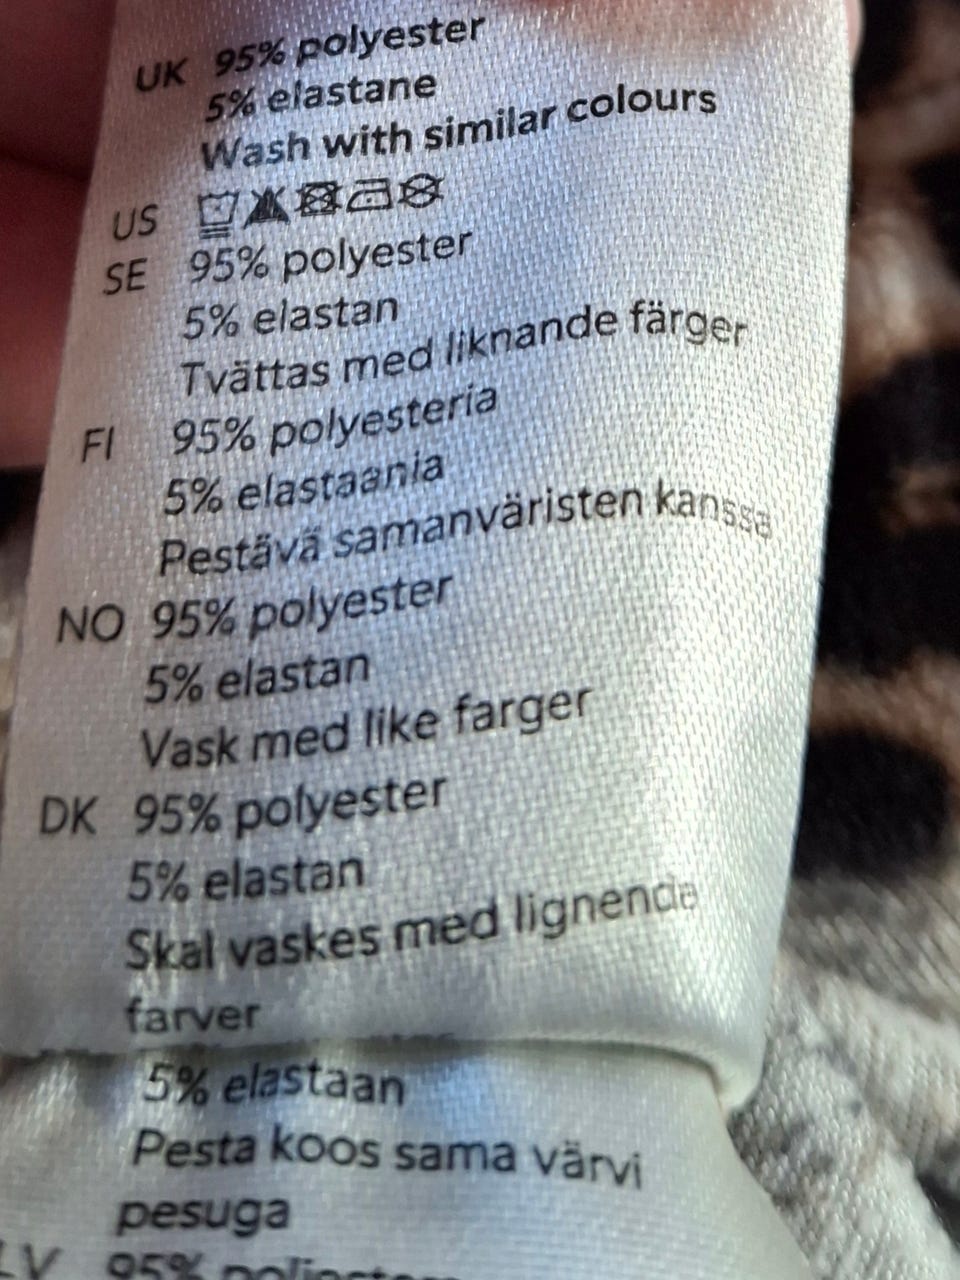 UK 95% polyester
5% elastane
Wash with similar colours
US
SE 95% polyester
5% elastan
Tvättas med liknande färger
FI 95% polyesteria
5% elastaania
Pestävä samanväristen kanssa
NO 95% polyester
5% elastan
Vask med like farger
DK 95% polyester
5% elastan
Skal vaskes med lignende
farver
5% elastaan
Pesta koos sama värvi
pesuga
LV 95%